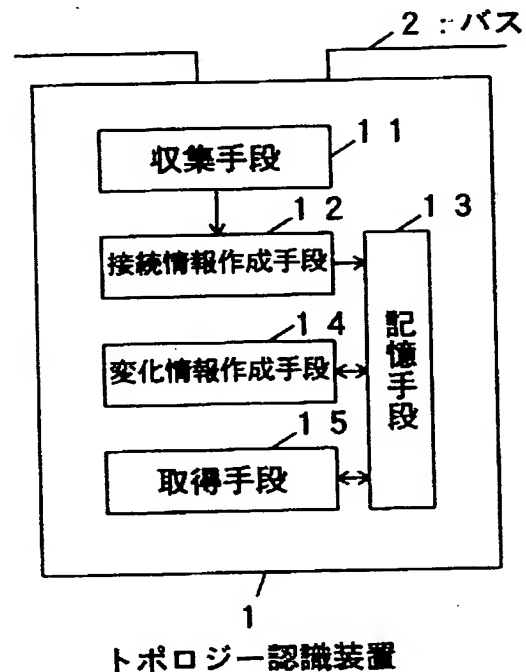 2：バス
11
収集手段
12
13
接続情報作成手段
14
記憶手段
変化情報作成手段
15
取得手段
1
トポロジー認識装置